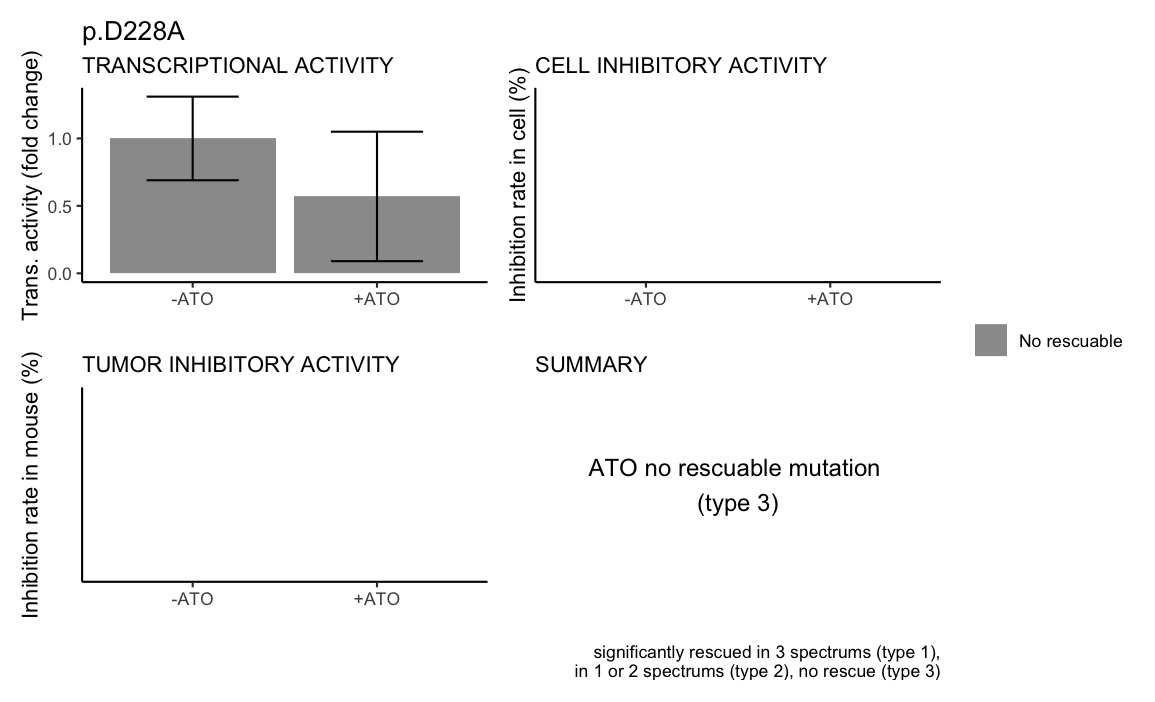 p.D228A
TRANSCRIPTIONAL ACTIVITY
Trans. activity (fold change)
1.0
0.5
0.0
-ATO
+ATO
CELL INHIBITORY ACTIVITY
Inhibition rate in cell (%)
-ATO
+ATO
No rescuable
TUMOR INHIBITORY ACTIVITY
Inhibition rate in mouse (%)
-ATO
+ATO
SUMMARY
ATO no rescuable mutation
(type 3)
significantly rescued in 3 spectrums (type 1),
in 1 or 2 spectrums (type 2), no rescue (type 3)